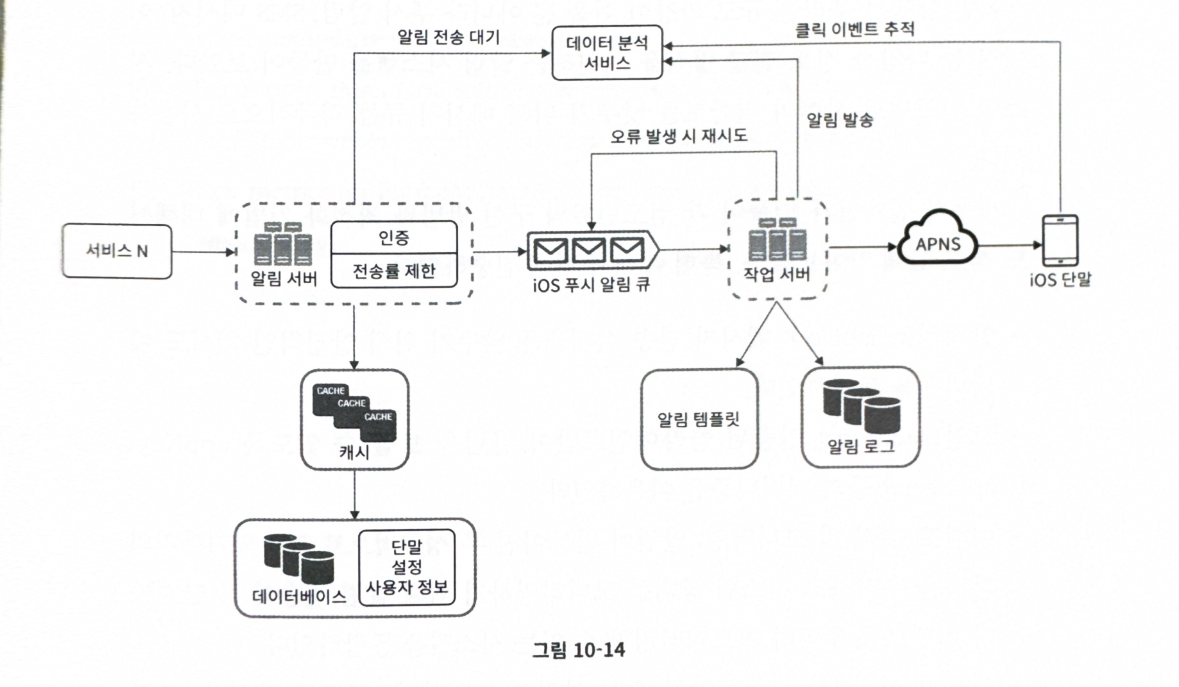 알림 전송 대기
데이터 분석
서비스
클릭 이벤트 추적
알림 발송
오류 발생 시 재시도
서비스 N
알림 서버
인증
전송률 제한
iOS 푸시 알림 큐
작업 서버
APNS
iOS 단말
CACHE
CACHE
CACHE
캐시
알림 템플릿
알림 로그
데이터베이스
단말
설정
사용자 정보
그림 10-14